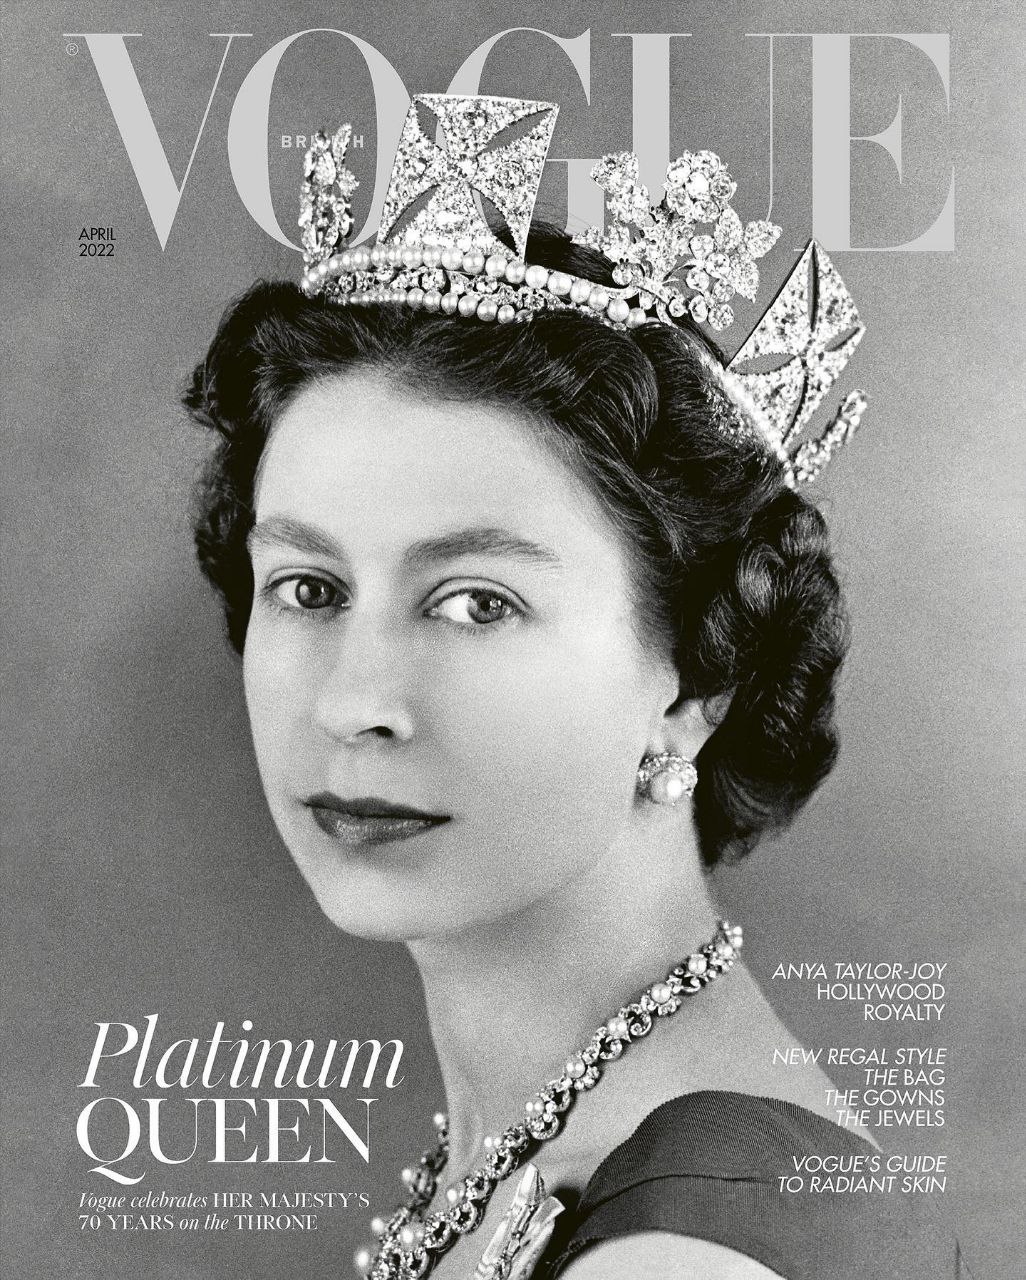 VOGUE
®
BRITISH
APRIL
2022
ANYA TAYLOR-JOY
HOLLYWOOD
ROYALTY
NEW REGAL STYLE
THE BAG
THE GOWNS
THE JEWELS
VOGUE'S GUIDE
TO RADIANT SKIN
Platinum
QUEEN
Vogue celebrates HER MAJESTY'S
70 YEARS on the THRONE